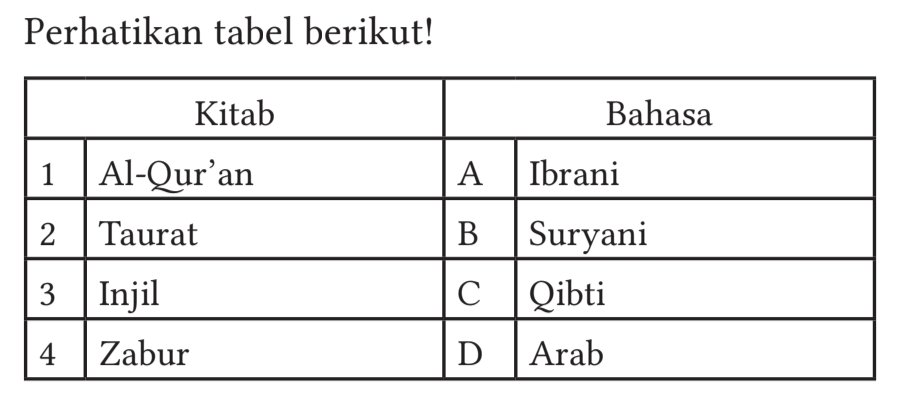 Perhatikan tabel berikut!
Kitab Bahasa
1 Al-Qur’an A Ibrani
2 Taurat B Suryani
3 Injil C Qibti
4 Zabur D Arab